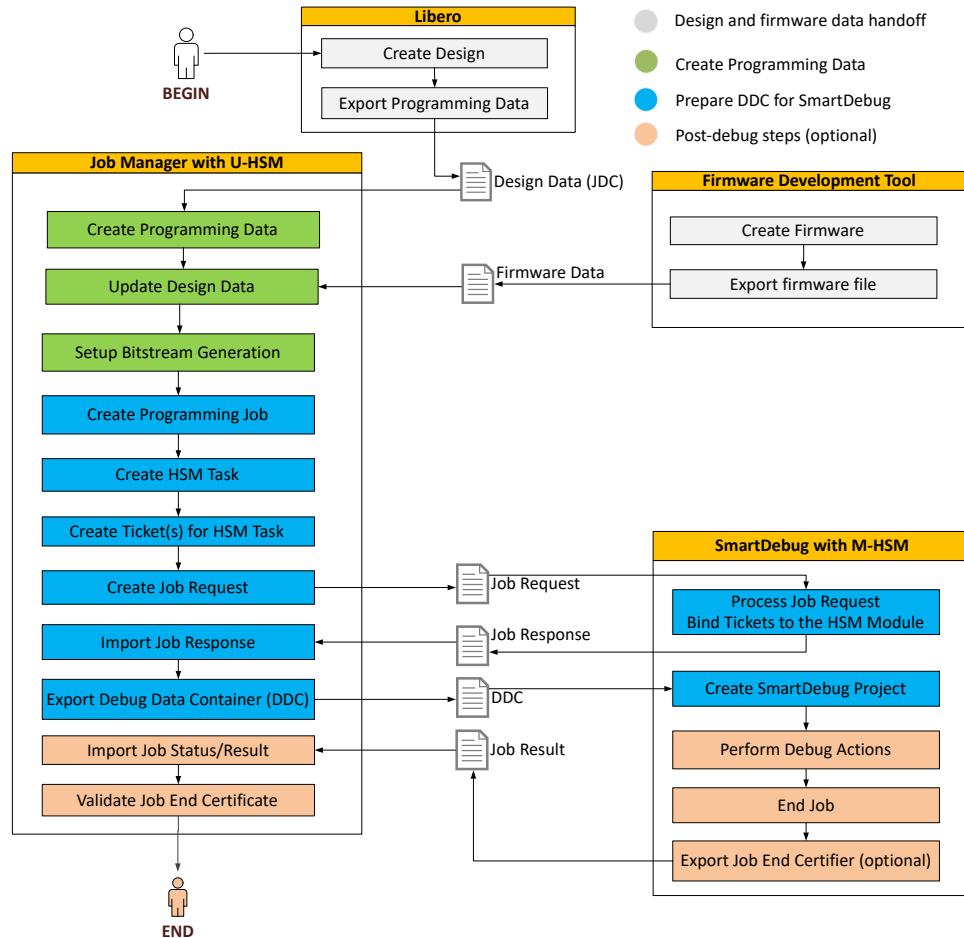 Libero
Create Design
Export Programming Data
BEGIN
Design and firmware data handoff
Create Programming Data
Prepare DDC for SmartDebug
Post-debug steps (optional)
Job Manager with U-HSM
Design Data (JDC)
Firmware Development Tool
Create Programming Data
Create Firmware
Update Design Data
Firmware Data
Export firmware file
Setup Bitstream Generation
Create Programming Job
Create HSM Task
Create Ticket(s) for HSM Task
SmartDebug with M-HSM
Create Job Request
Job Request
Process Job Request
Bind Tickets to the HSM Module
Import Job Response
Job Response
Export Debug Data Container (DDC)
DDC
Create SmartDebug Project
Import Job Status/Result
Job Result
Perform Debug Actions
Validate Job End Certificate
End Job
Export Job End Certifier (optional)
END